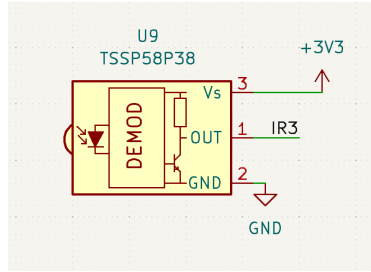 U9
TSSP58P38
+3V3
Vs 3
DEMOD
OUT 1 IR3
GND 2
GND